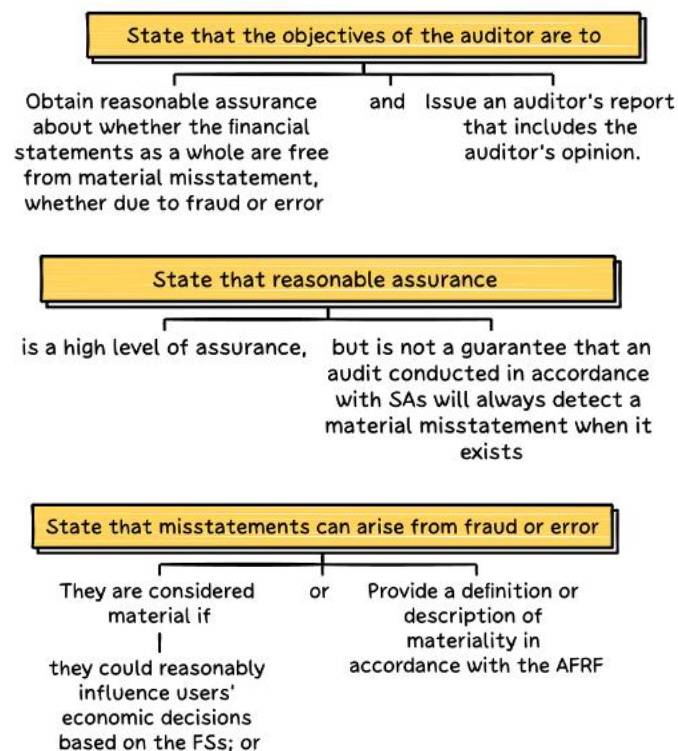 State that the objectives of the auditor are to
Obtain reasonable assurance
about whether the financial
statements as a whole are free
from material misstatement,
whether due to fraud or error
and
Issue an auditor's report
that includes the
auditor's opinion.
State that reasonable assurance
is a high level of assurance,
but is not a guarantee that an
audit conducted in accordance
with SAs will always detect a
material misstatement when it
exists
State that misstatements can arise from fraud or error
They are considered
material if
they could reasonably
influence users'
economic decisions
based on the FSs; or
or
Provide a definition or
description of
materiality in
accordance with the AFRF